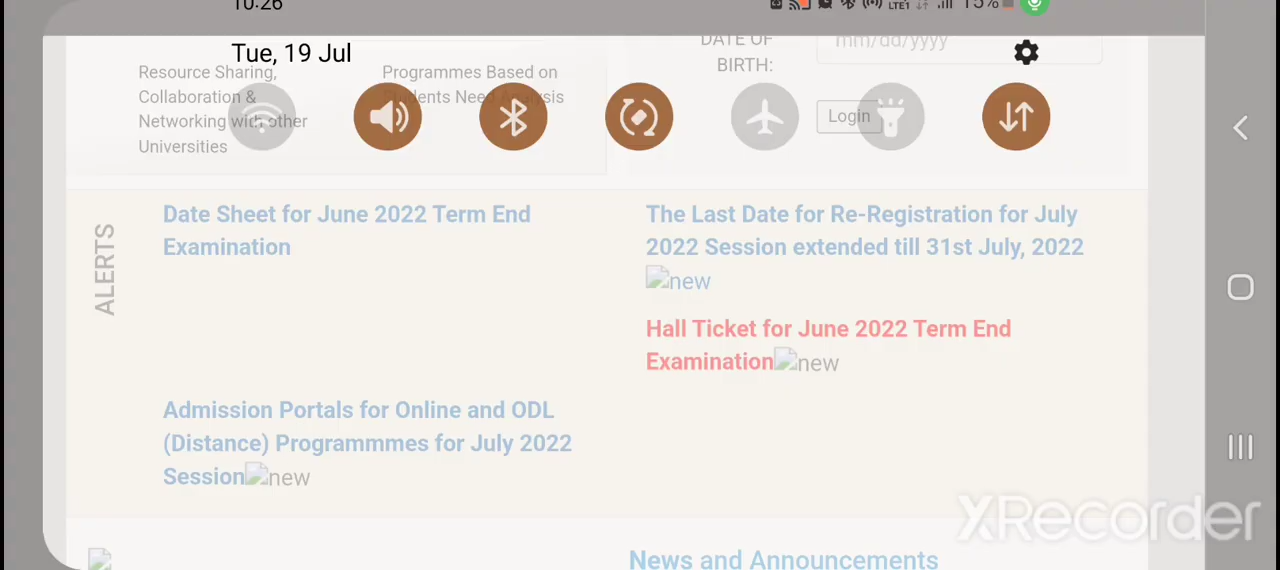 10:26
LTE1
15%
Tue, 19 Jul
Resource Sharing,
Collaboration &
Networking with other
Universities
Programmes Based on
Students Need Analysis
DATE OF
BIRTH:
mm/dd/yyyy
Login
ALERTS
Date Sheet for June 2022 Term End
Examination
The Last Date for Re-Registration for July
2022 Session extended till 31st July, 2022
new
Hall Ticket for June 2022 Term End
Examination new
Admission Portals for Online and ODL
(Distance) Programmmes for July 2022
Session new
XRecorder
News and Announcements